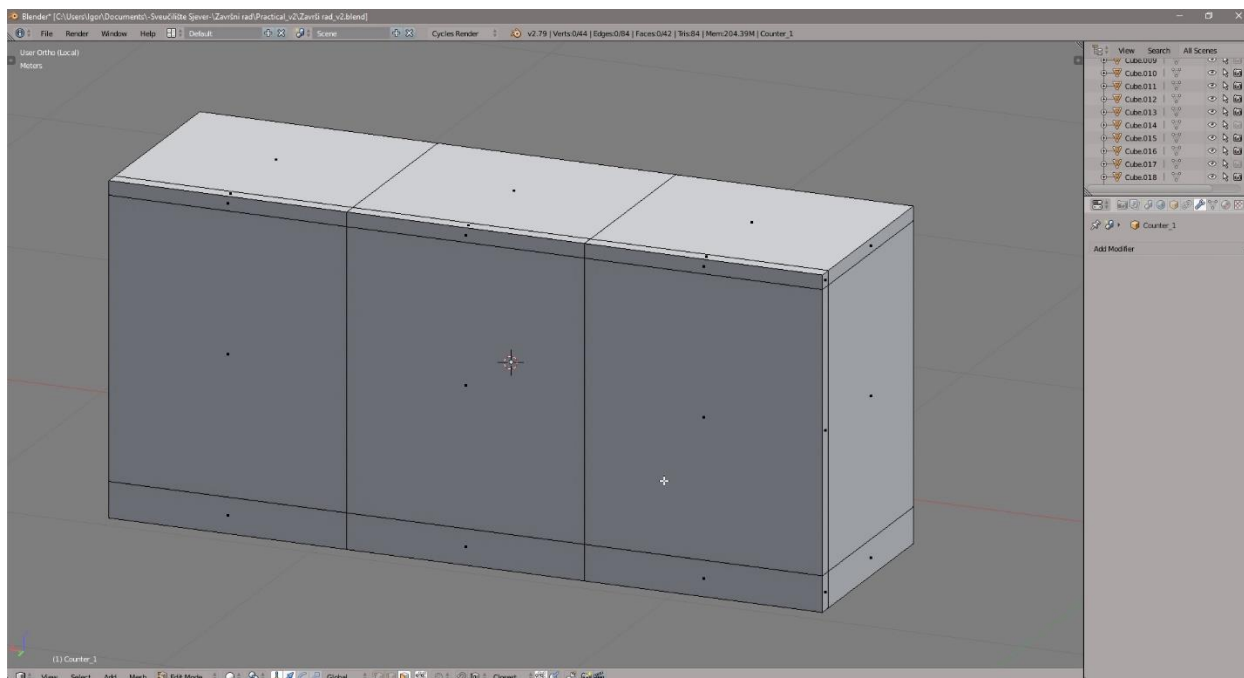 Blender* [C:\Users\Igor\Documents\-Sveučilište Sjever-\Završni rad\Practical_v2\Završi rad_v2.blend]
File Render Window Help Default Scene Cycles Render v2.79 | Verts:0/44 | Edges:0/84 | Faces:0/42 | Tris:84 | Mem:204.39M | Counter_1
User Ortho (Local)
Meters
View Search All Scenes
Cube.009
Cube.010
Cube.011
Cube.012
Cube.013
Cube.014
Cube.015
Cube.016
Cube.017
Cube.018
Counter_1
Add Modifier
(1) Counter_1
View Select Add Mesh Edit Mode Global Closest